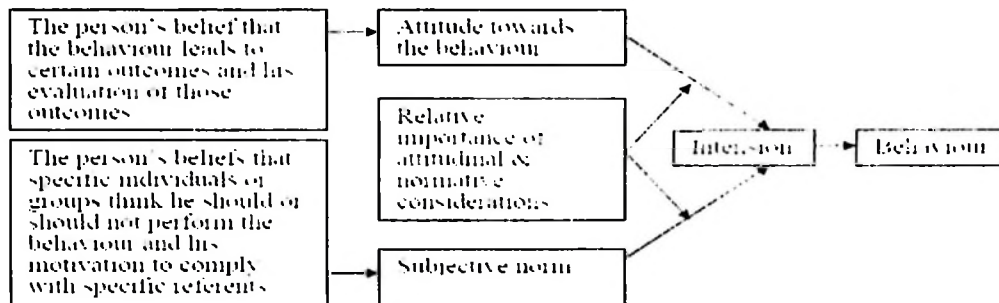 The person's belief that
the behaviour leads to
certain outcomes and his
evaluation of those
outcomes
Attitude towards
the behaviour
Relative
importance of
attitudinal &
normative
considerations
The person's beliefs that
specific individuals or
groups think he should or
should not perform the
behaviour and his
motivation to comply
with specific referents
Subjective norm
Intension
Behaviour